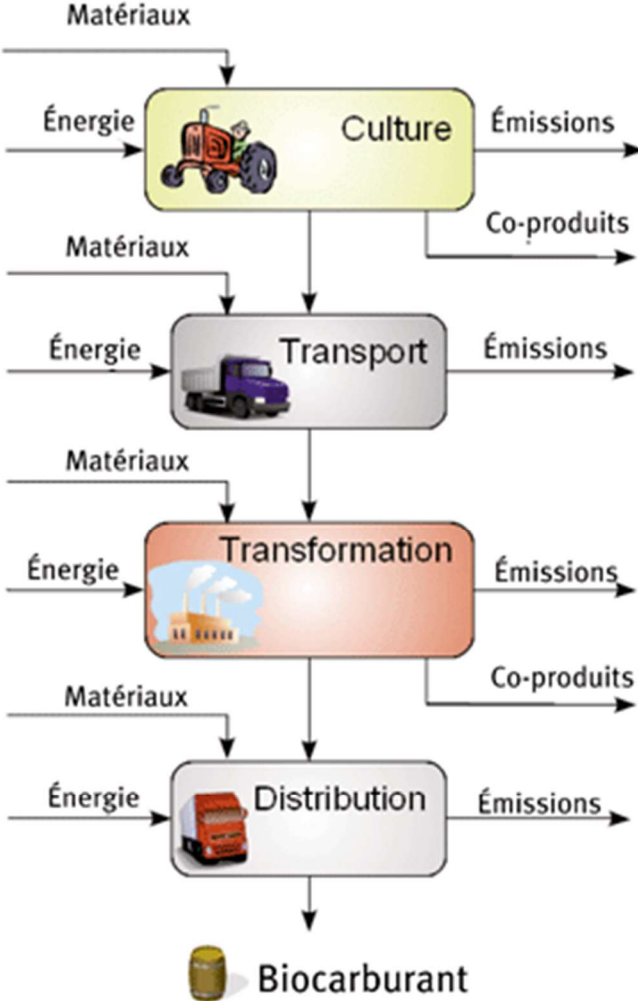 Matériaux
Énergie
Culture
Émissions
Co-produits
Matériaux
Énergie
Transport
Émissions
Matériaux
Énergie
Transformation
Émissions
Co-produits
Matériaux
Énergie
Distribution
Émissions
Biocarburant